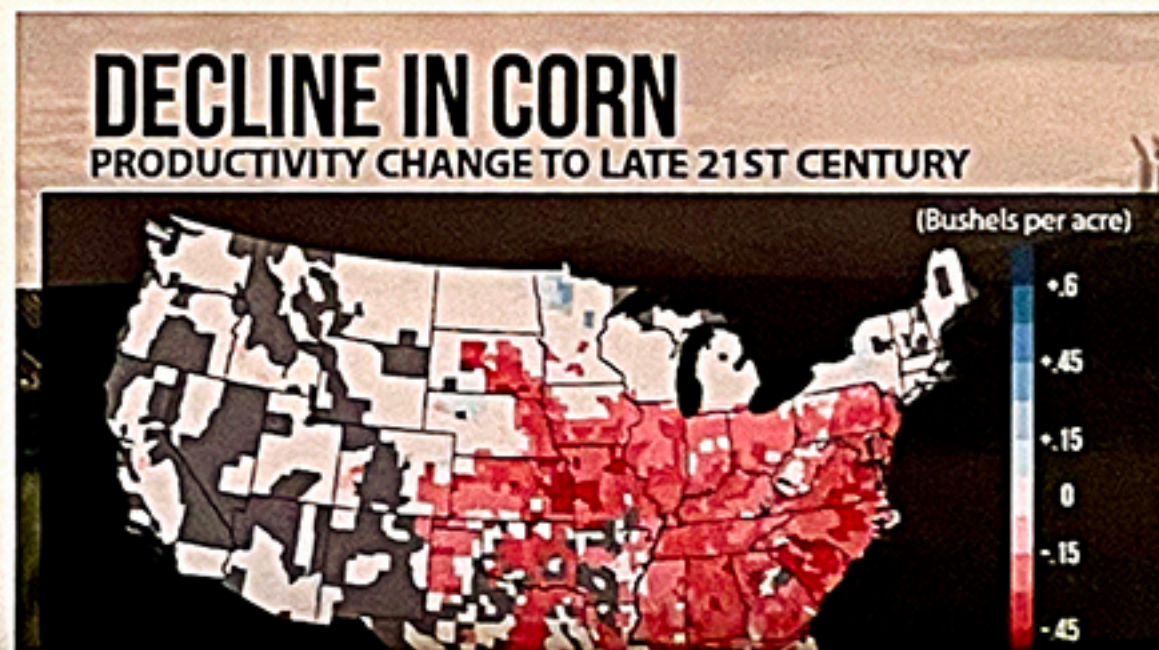 DECLINE IN CORN
PRODUCTIVITY CHANGE TO LATE 21ST CENTURY
(Bushels per acre)
+.6
+.45
+.15
0
-.15
-.45